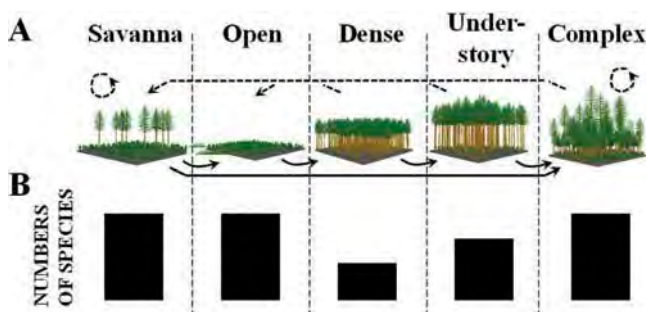 A
Savanna
Open
Dense
Under-
story
Complex
B
NUMBERS
OF SPECIES